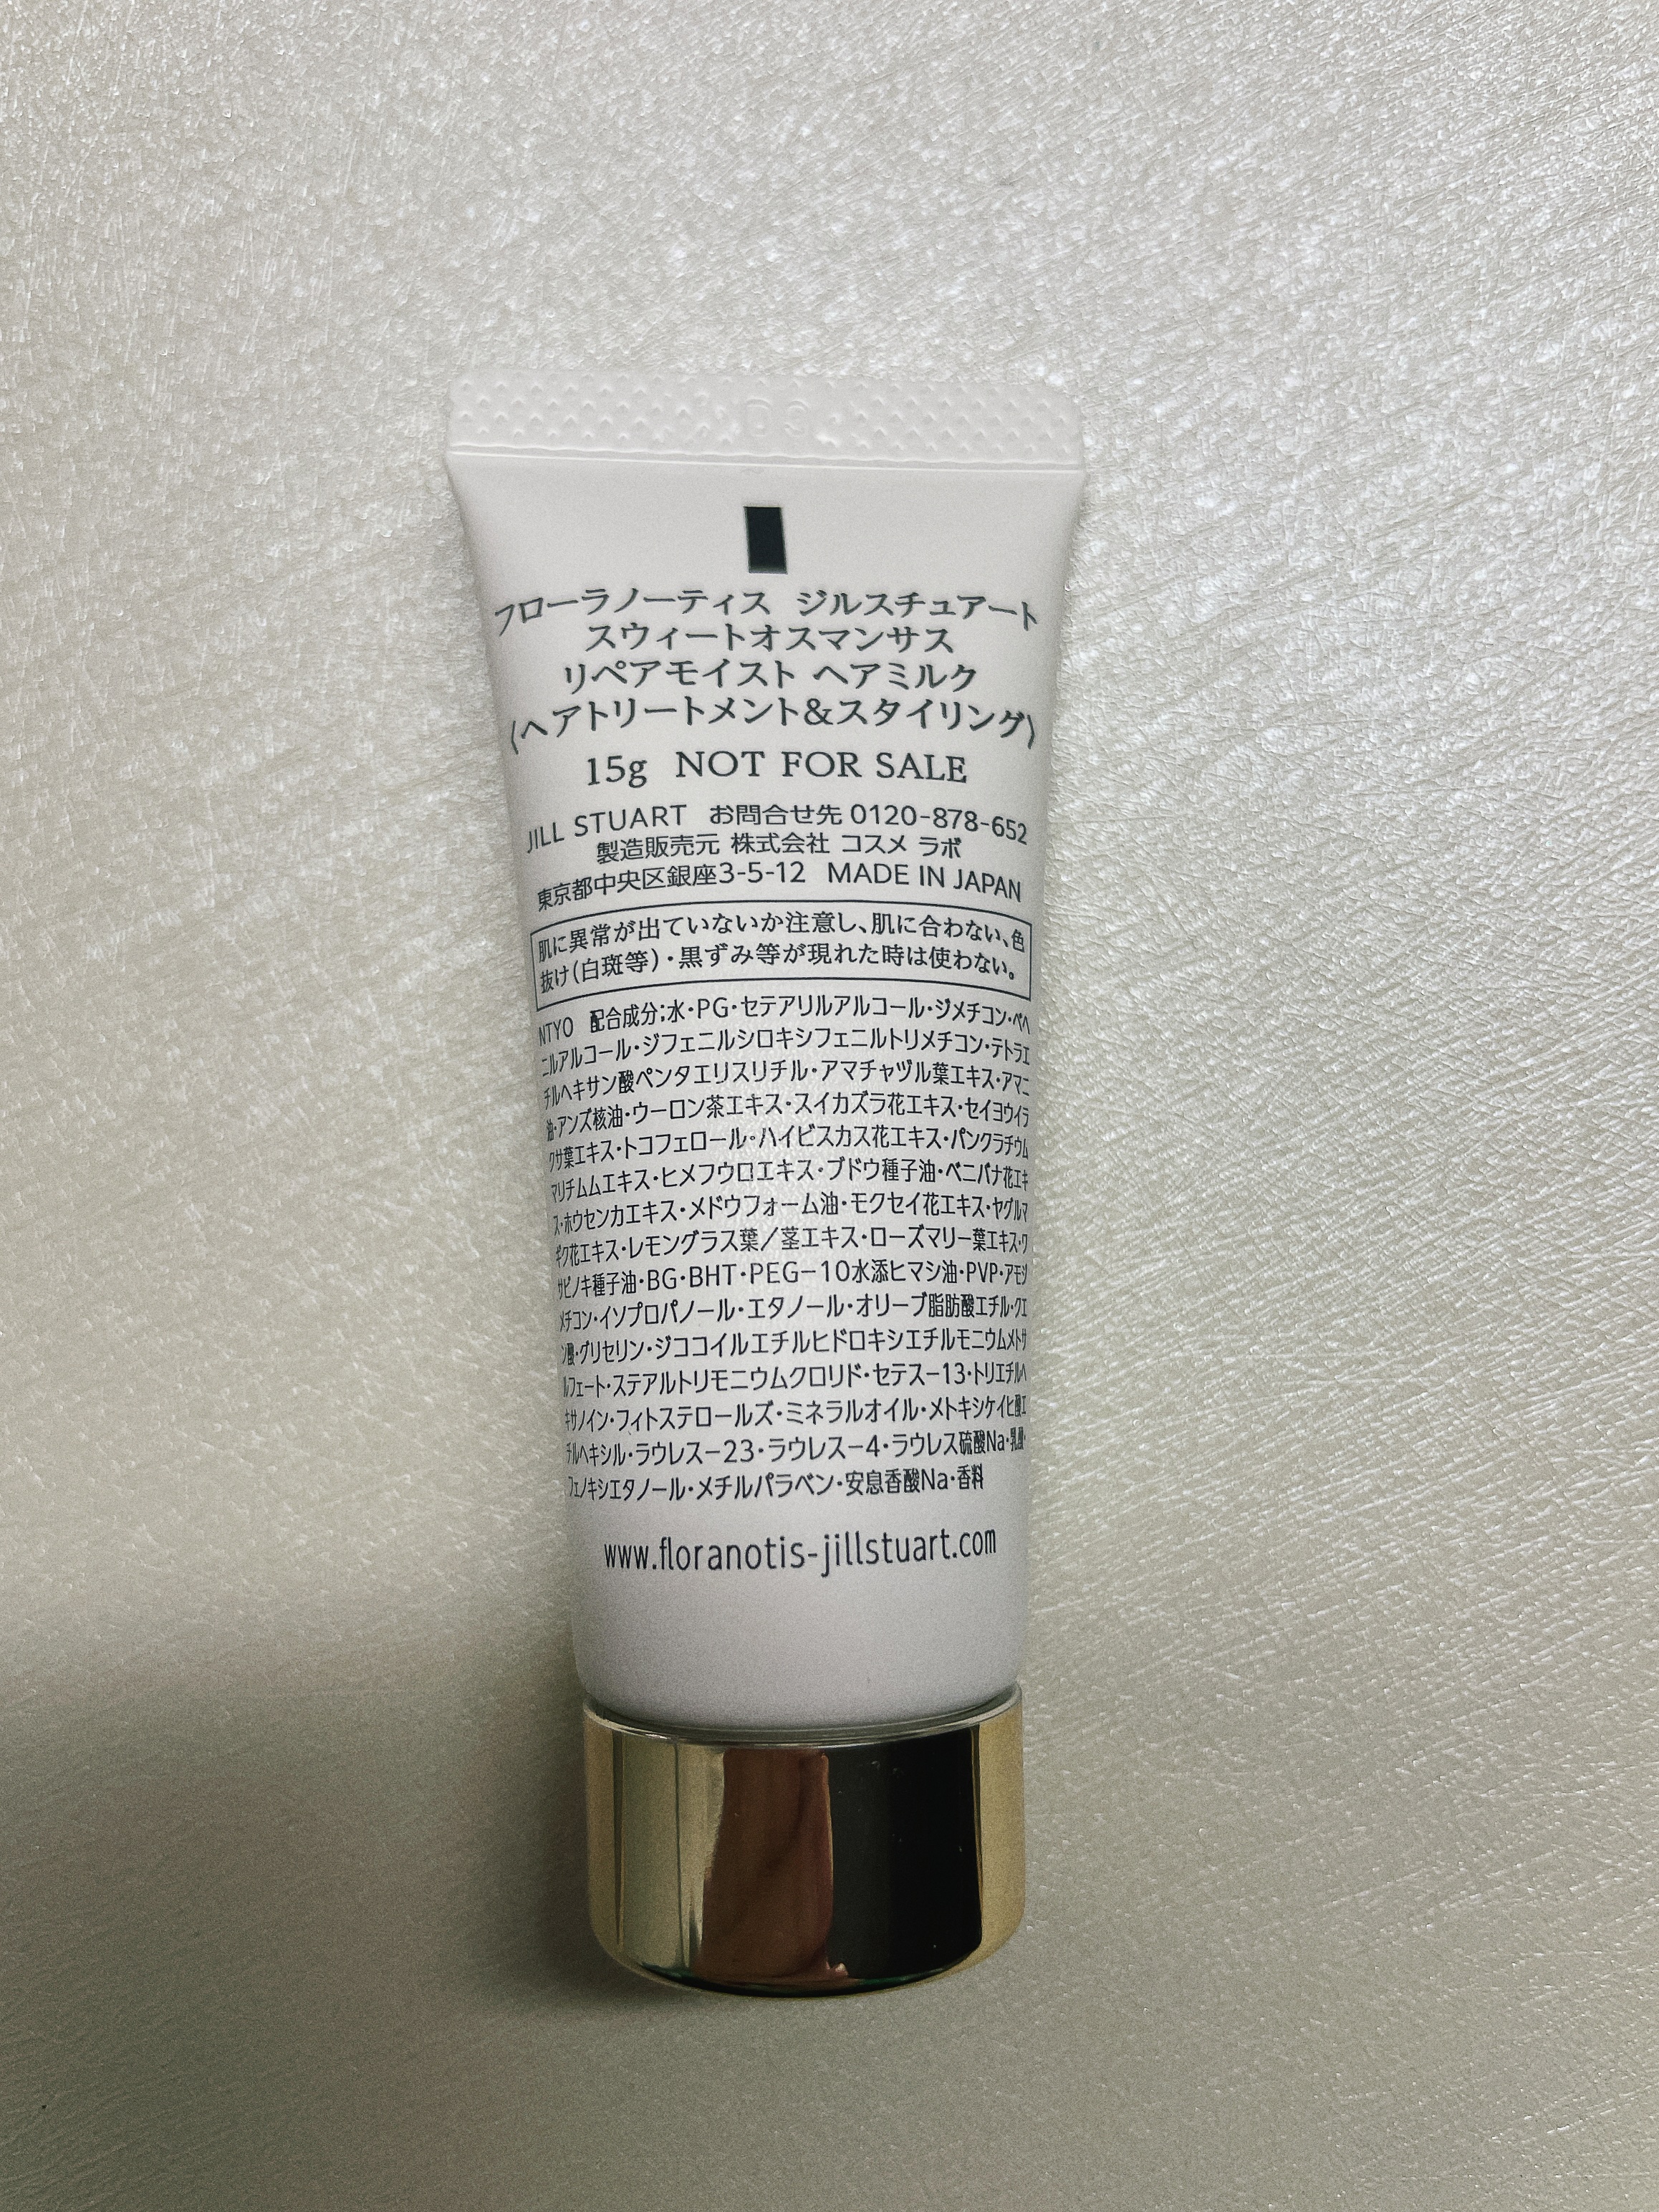 フローラノーティス ジルスチュアート
スウィートオスマンサス
リペアモイスト ヘアミルク
〈ヘアトリートメント&スタイリング〉
15g NOT FOR SALE
JILL STUART お問合せ先 0120-878-652
製造販売元 株式会社 コスメ ラボ
東京都中央区銀座3-5-12 MADE IN JAPAN
肌に異常が出ていないか注意し、肌に合わない、色
抜け(白斑等)・黒ずみ等が現れた時は使わない。
NTYO 配合成分;水・PG・セテアリルアルコール・ジメチコン・ベヘ
ニルアルコール・ジフェニルシロキシフェニルトリメチコン・テトラエ
チルヘキサン酸ペンタエリスリチル・アマチャヅル葉エキス・アマニ
油・アンズ核油・ウーロン茶エキス・スイカズラ花エキス・セイヨウイラ
クサ葉エキス・トコフェロール・ハイビスカス花エキス・パンクラチウム
マリチムムエキス・ヒメフウロエキス・ブドウ種子油・ベニバナ花エキ
ス・ホウセンカエキス・メドウフォーム油・モクセイ花エキス・ヤグルマ
ギク花エキス・レモングラス葉/茎エキス・ローズマリー葉エキス・ワ
サビノキ種子油・BG・BHT・PEG-10水添ヒマシ油・PVP・アモジ
メチコン・イソプロパノール・エタノール・オリーブ脂肪酸エチル・クエ
ン酸・グリセリン・ジココイルエチルヒドロキシエチルモニウムメトサ
ルフェート・ステアルトリモニウムクロリド・セテス-13・トリエチルヘ
キサノイン・フィトステロールズ・ミネラルオイル・メトキシケイヒ酸エ
チルヘキシル・ラウレス-23・ラウレス-4・ラウレス硫酸Na・乳酸・
フェノキシエタノール・メチルパラベン・安息香酸Na・香料
www.floranotis-jillstuart.com